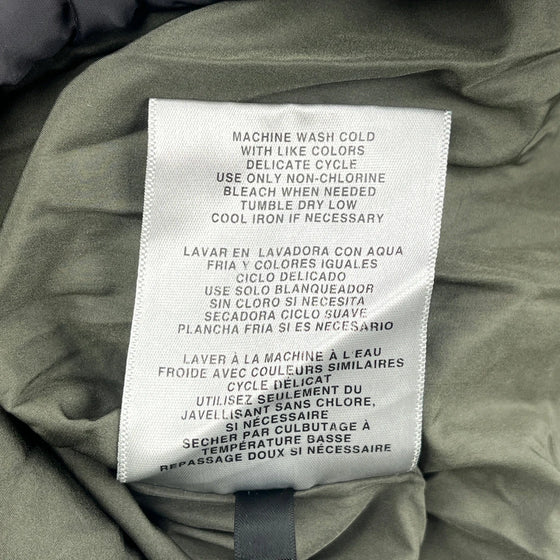 MACHINE WASH COLD
WITH LIKE COLORS
DELICATE CYCLE
USE ONLY NON-CHLORINE
BLEACH WHEN NEEDED
TUMBLE DRY LOW
COOL IRON IF NECESSARY
LAVAR EN LAVADORA CON AQUA
FRIA Y COLORES IGUALES
CICLO DELICADO
USE SOLO BLANQUEADOR
SIN CLORO SI NECESITA
SECADORA CICLO SUAVE
PLANCHA FRIA SI ES NECESARIO
LAVER À LA MACHINE À L'EAU
FROIDE AVEC COULEURS SIMILAIRES
CYCLE DÉLICAT
UTILISEZ SEULEMENT DU
JAVELLISANT SANS CHLORE,
SI NÉCESSAIRE
SECHER PAR CULBUTAGE À
TEMPÉRATURE BASSE
REPASSAGE DOUX SI NÉCESSAIRE